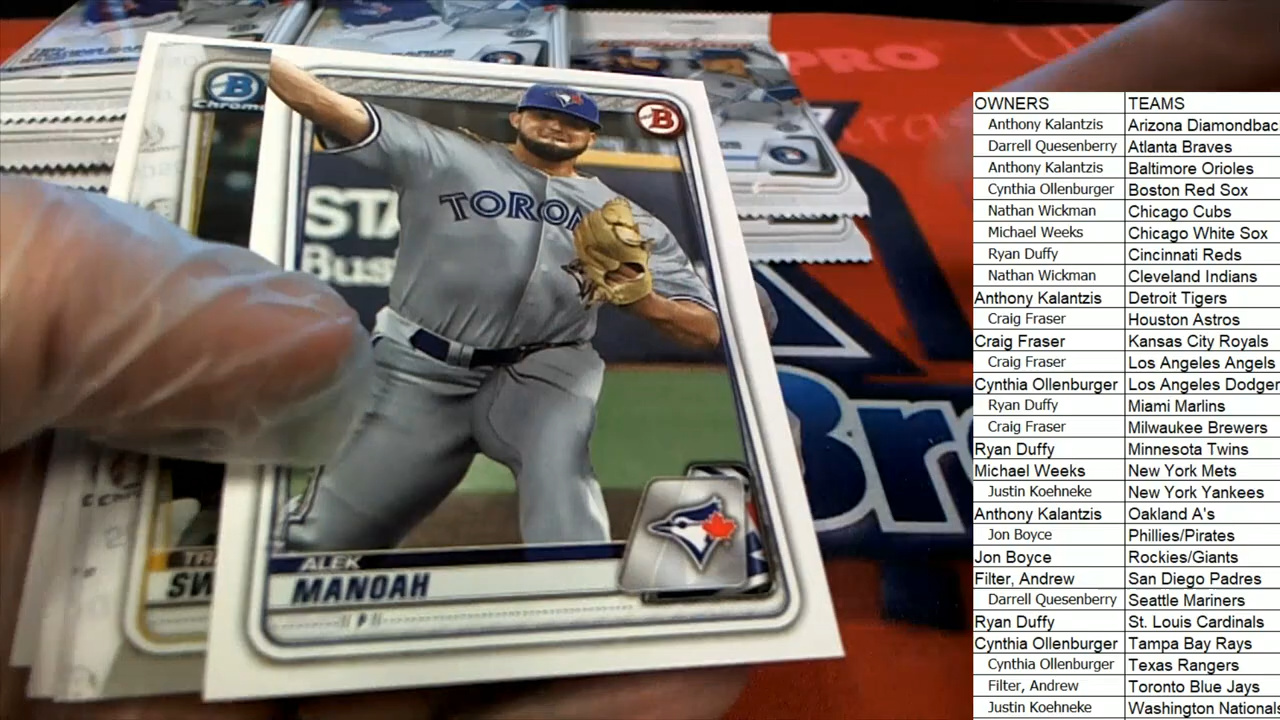 PRO
B
Chrome
B
STA
Bus
TORON
Br
TR
SW
ALEK
MANOAH
P
OWNERS TEAMS
Anthony Kalantzis Arizona Diamondbac
Darrell Quesenberry Atlanta Braves
Anthony Kalantzis Baltimore Orioles
Cynthia Ollenburger Boston Red Sox
Nathan Wickman Chicago Cubs
Michael Weeks Chicago White Sox
Ryan Duffy Cincinnati Reds
Nathan Wickman Cleveland Indians
Anthony Kalantzis Detroit Tigers
Craig Fraser Houston Astros
Craig Fraser Kansas City Royals
Craig Fraser Los Angeles Angels
Cynthia Ollenburger Los Angeles Dodger
Ryan Duffy Miami Marlins
Craig Fraser Milwaukee Brewers
Ryan Duffy Minnesota Twins
Michael Weeks New York Mets
Justin Koehneke New York Yankees
Anthony Kalantzis Oakland A's
Jon Boyce Phillies/Pirates
Jon Boyce Rockies/Giants
Filter, Andrew San Diego Padres
Darrell Quesenberry Seattle Mariners
Ryan Duffy St. Louis Cardinals
Cynthia Ollenburger Tampa Bay Rays
Cynthia Ollenburger Texas Rangers
Filter, Andrew Toronto Blue Jays
Justin Koehneke Washington Nationals